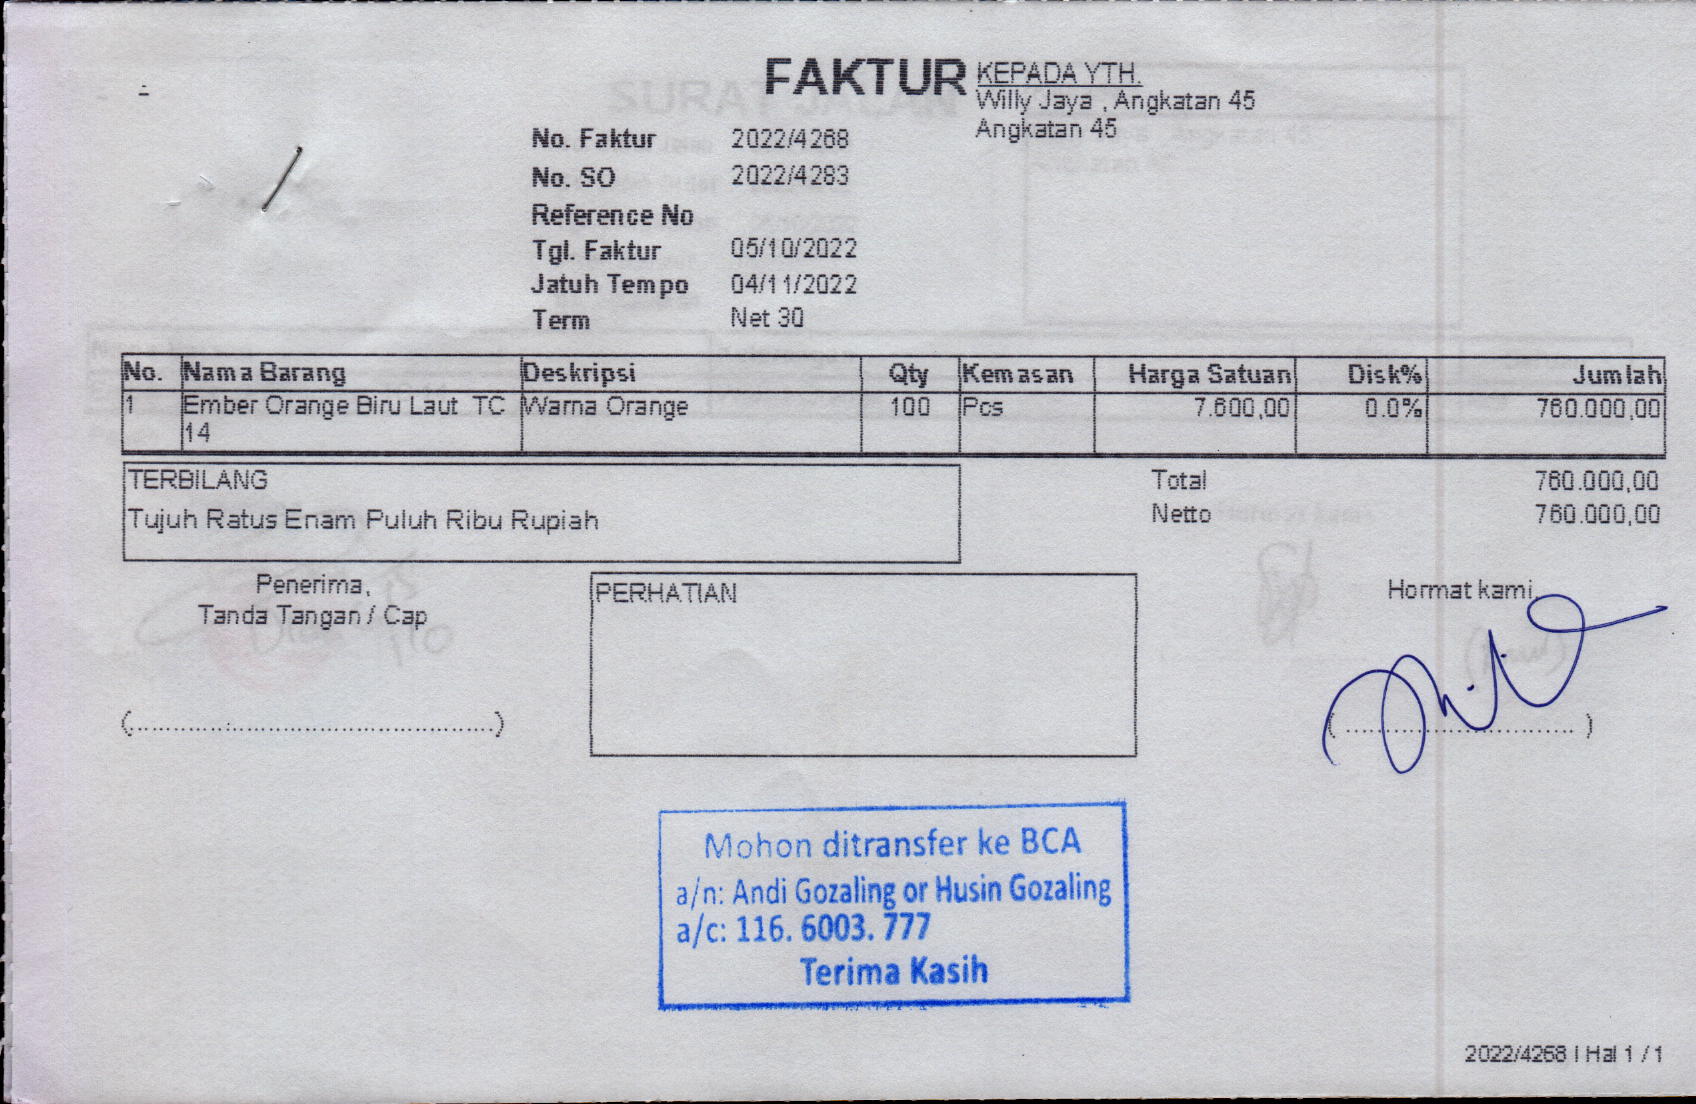 FAKTUR
KEPADA YTH.
Willy Jaya , Angkatan 45
Angkatan 45
No. Faktur 2022/4268
No. SO 2022/4283
Reference No
Tgl. Faktur 05/10/2022
Jatuh Tempo 04/11/2022
Term Net 30
No. Nama Barang Deskripsi Qty Kemasan Harga Satuan Disk% Jumlah
1 Ember Orange Biru Laut TC Warna Orange 100 Pcs 7.600,00 0.0% 760.000,00
14
TERBILANG
Tujuh Ratus Enam Puluh Ribu Rupiah
Total 760.000,00
Netto 760.000,00
Penerima,
Tanda Tangan / Cap
(..........................................)
PERHATIAN
Hormat kami,
(.............................)
Mohon ditransfer ke BCA
a/n: Andi Gozaling or Husin Gozaling
a/c: 116. 6003. 777
Terima Kasih
2022/4268 | Hal 1 / 1